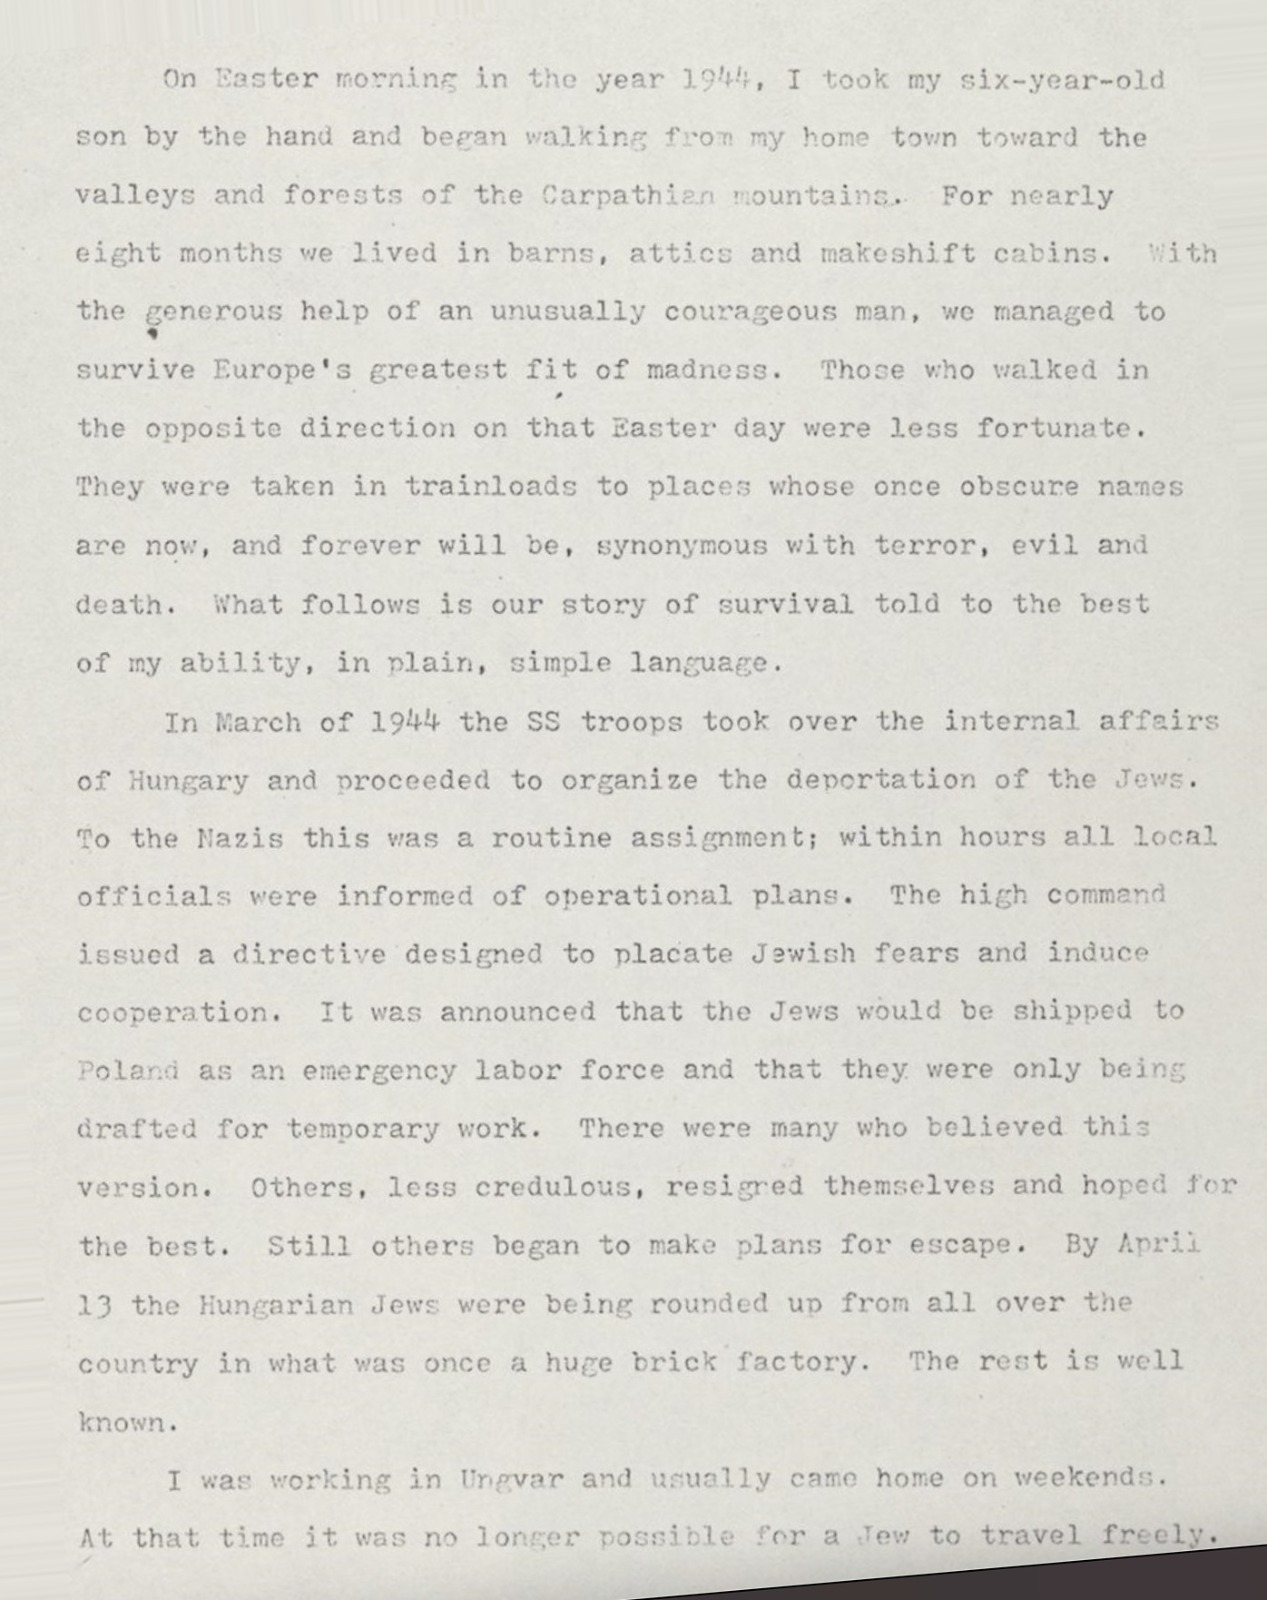 On Easter morning in the year 1944, I took my six-year-old
son by the hand and began walking from my home town toward the
valleys and forests of the Carpathian mountains. For nearly
eight months we lived in barns, attics and makeshift cabins. With
the generous help of an unusually courageous man, we managed to
survive Europe's greatest fit of madness. Those who walked in
the opposite direction on that Easter day were less fortunate.
They were taken in trainloads to places whose once obscure names
are now, and forever will be, synonymous with terror, evil and
death. What follows is our story of survival told to the best
of my ability, in plain, simple language.
In March of 1944 the SS troops took over the internal affairs
of Hungary and proceeded to organize the deportation of the Jews.
To the Nazis this was a routine assignment; within hours all local
officials were informed of operational plans. The high command
issued a directive designed to placate Jewish fears and induce
cooperation. It was announced that the Jews would be shipped to
Poland as an emergency labor force and that they were only being
drafted for temporary work. There were many who believed this
version. Others, less credulous, resigred themselves and hoped for
the best. Still others began to make plans for escape. By April
13 the Hungarian Jews were being rounded up from all over the
country in what was once a huge brick factory. The rest is well
known.
I was working in Ungvar and usually came home on weekends.
At that time it was no longer possible for a Jew to travel freely.